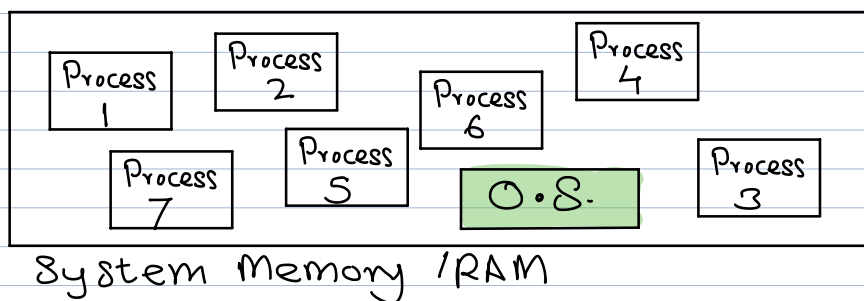 Process
1
Process
2
Process
4
Process
6
Process
7
Process
5
O.S.
Process
3
System Memory /RAM